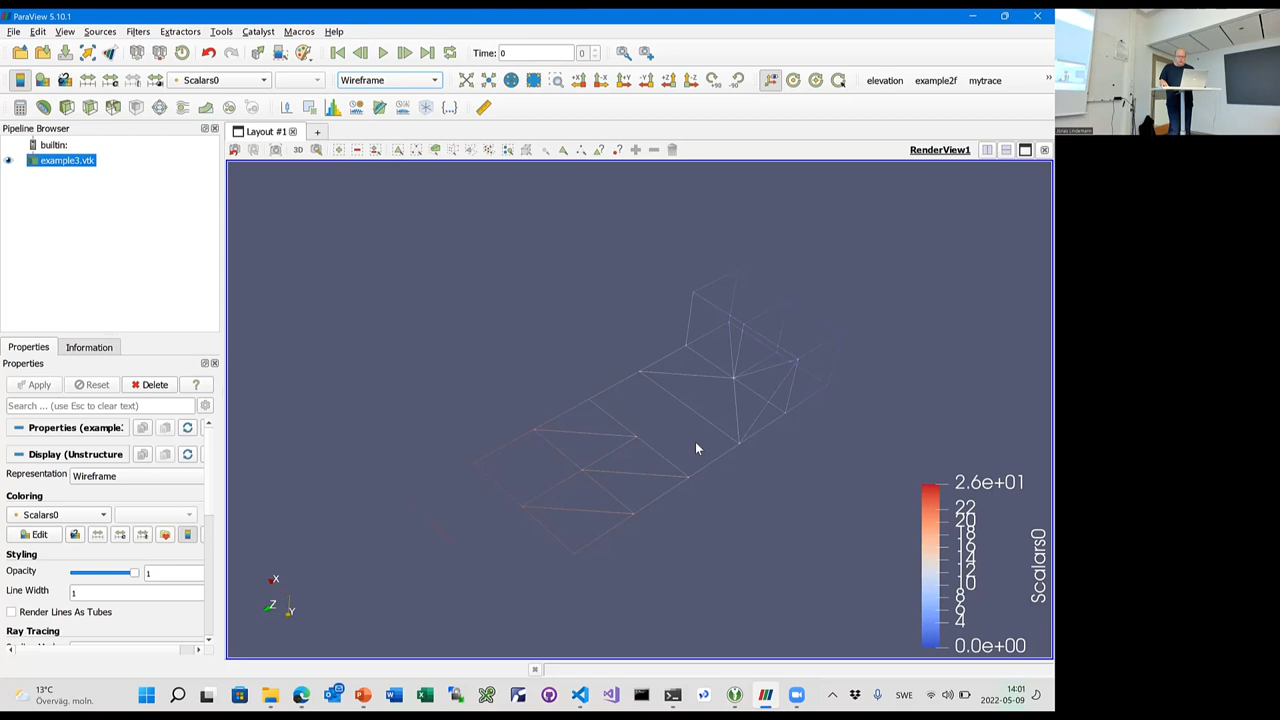 ParaView 5.10.1
File Edit View Sources Filters Extractors Tools Catalyst Macros Help
Time: 0
0
Scalars0
Wireframe
elevation example2f mytrace
Pipeline Browser
builtin:
example3.vtk
Layout #1
3D
RenderView1
Properties Information
Properties
Apply Reset Delete ?
Search ... (use Esc to clear text)
Properties (example
Display (Unstructure
Representation Wireframe
Coloring
Scalars0
Edit
Styling
Opacity 1
Line Width 1
Render Lines As Tubes
Ray Tracing
X
Z
Y
2.6e+01
22
20
18
16
14
12
10
8
6
4
0.0e+00
Scalars0
Jonas Lindemann
13°C
Överväg. moln.
SWE
14:01
2022-05-09